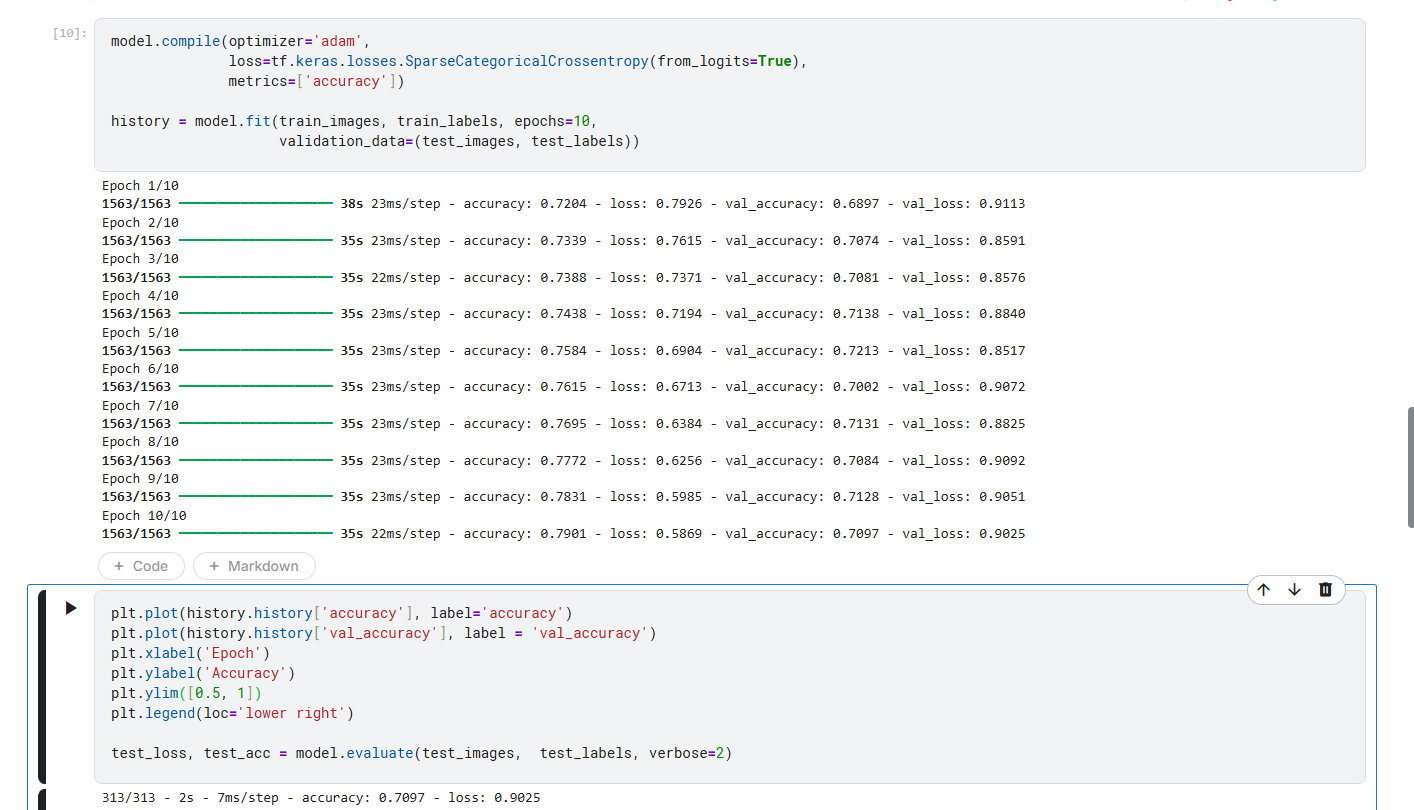 [10]:
model.compile(optimizer='adam',
              loss=tf.keras.losses.SparseCategoricalCrossentropy(from_logits=True),
              metrics=['accuracy'])
history = model.fit(train_images, train_labels, epochs=10,
                    validation_data=(test_images, test_labels))
Epoch 1/10
1563/1563 38s 23ms/step - accuracy: 0.7204 - loss: 0.7926 - val_accuracy: 0.6897 - val_loss: 0.9113
Epoch 2/10
1563/1563 35s 23ms/step - accuracy: 0.7339 - loss: 0.7615 - val_accuracy: 0.7074 - val_loss: 0.8591
Epoch 3/10
1563/1563 35s 22ms/step - accuracy: 0.7388 - loss: 0.7371 - val_accuracy: 0.7081 - val_loss: 0.8576
Epoch 4/10
1563/1563 35s 23ms/step - accuracy: 0.7438 - loss: 0.7194 - val_accuracy: 0.7138 - val_loss: 0.8840
Epoch 5/10
1563/1563 35s 23ms/step - accuracy: 0.7584 - loss: 0.6904 - val_accuracy: 0.7213 - val_loss: 0.8517
Epoch 6/10
1563/1563 35s 23ms/step - accuracy: 0.7615 - loss: 0.6713 - val_accuracy: 0.7002 - val_loss: 0.9072
Epoch 7/10
1563/1563 35s 23ms/step - accuracy: 0.7695 - loss: 0.6384 - val_accuracy: 0.7131 - val_loss: 0.8825
Epoch 8/10
1563/1563 35s 23ms/step - accuracy: 0.7772 - loss: 0.6256 - val_accuracy: 0.7084 - val_loss: 0.9092
Epoch 9/10
1563/1563 35s 23ms/step - accuracy: 0.7831 - loss: 0.5985 - val_accuracy: 0.7128 - val_loss: 0.9051
Epoch 10/10
1563/1563 35s 22ms/step - accuracy: 0.7901 - loss: 0.5869 - val_accuracy: 0.7097 - val_loss: 0.9025
+ Code + Markdown
plt.plot(history.history['accuracy'], label='accuracy')
plt.plot(history.history['val_accuracy'], label = 'val_accuracy')
plt.xlabel('Epoch')
plt.ylabel('Accuracy')
plt.ylim([0.5, 1])
plt.legend(loc='lower right')
test_loss, test_acc = model.evaluate(test_images,  test_labels, verbose=2)
313/313 - 2s - 7ms/step - accuracy: 0.7097 - loss: 0.9025